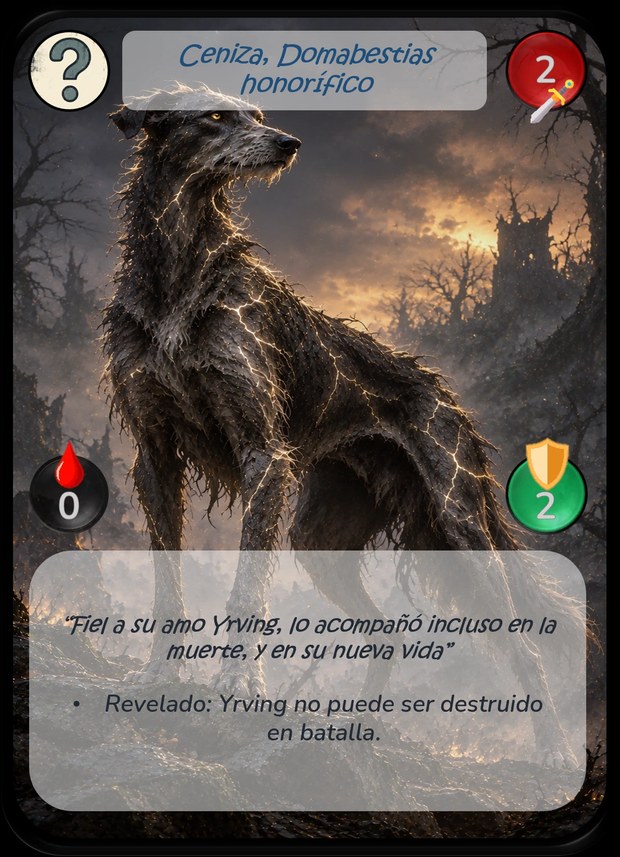 ?
Ceniza, Domabestias
honorífico
2
0
2
“Fiel a su amo Yrving, lo acompañó incluso en la
muerte, y en su nueva vida”
• Revelado: Yrving no puede ser destruido
en batalla.